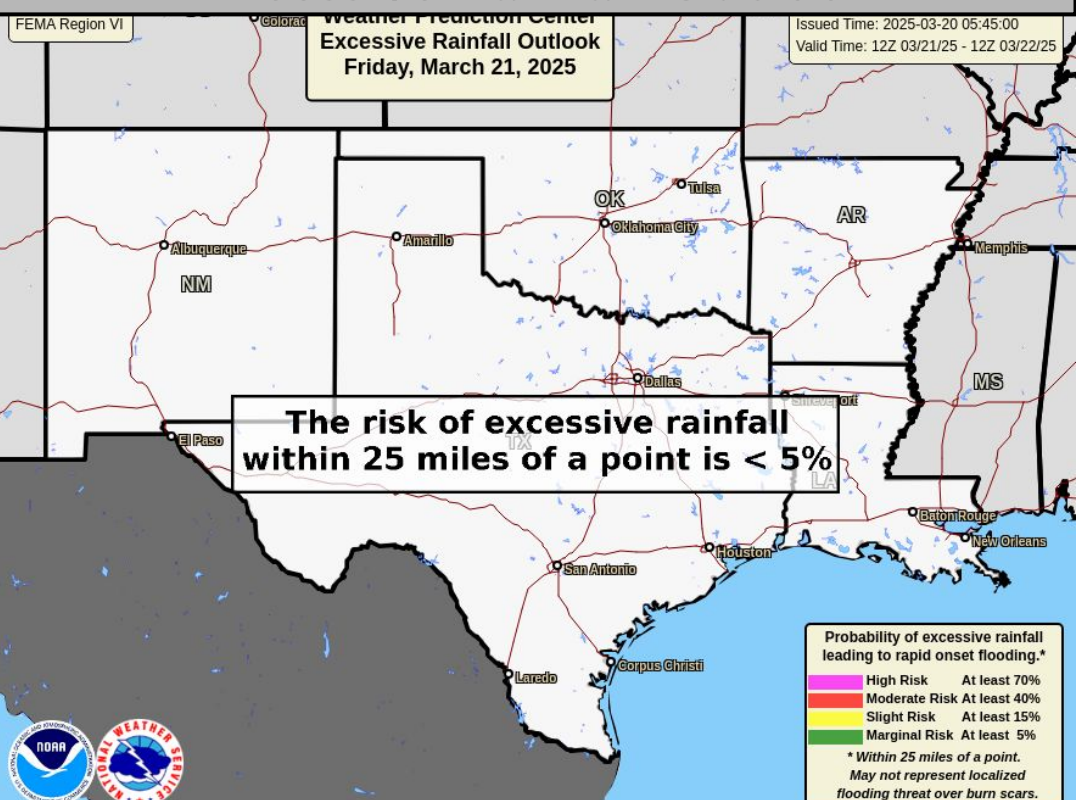 FEMA Region VI
Weather Prediction Center
Excessive Rainfall Outlook
Friday, March 21, 2025
Issued Time: 2025-03-20 05:45:00
Valid Time: 12Z 03/21/25 - 12Z 03/22/25
Colorad
Tulsa
OK
AR
Oklahoma City
Amarillo
Albuquerque
Memphis
NM
Dallas
MS
Shreveport
The risk of excessive rainfall
El Paso
TX
within 25 miles of a point is < 5%
LA
Baton Rouge
New Orleans
Houston
San Antonio
Corpus Christi
Laredo
Probability of excessive rainfall
leading to rapid onset flooding.*
High Risk At least 70%
Moderate Risk At least 40%
Slight Risk At least 15%
Marginal Risk At least 5%
* Within 25 miles of a point.
May not represent localized
flooding threat over burn scars.
NOAA
NATIONAL WEATHER SERVICE